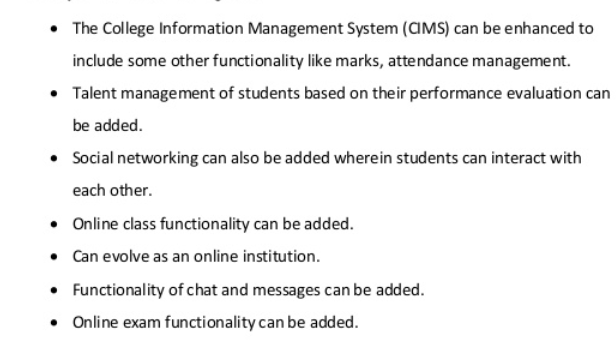 • The College Information Management System (CIMS) can be enhanced to
include some other functionality like marks, attendance management.
• Talent management of students based on their performance evaluation can
be added.
• Social networking can also be added wherein students can interact with
each other.
• Online class functionality can be added.
• Can evolve as an online institution.
• Functionality of chat and messages can be added.
• Online exam functionality can be added.